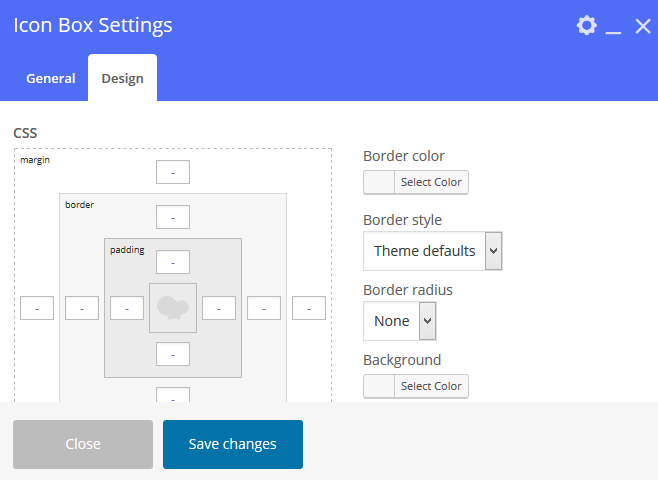 Icon Box Settings
General
Design
CSS
margin
-
border
-
padding
-
- - - - - -
-
-
Border color
Select Color
Border style
Theme defaults
Border radius
None
Background
Select Color
Close
Save changes